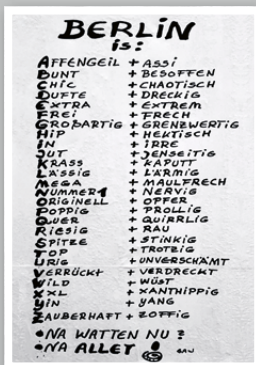 BERLIN
is:
AFFENGEIL + ASSI
BUNT + BESOFFEN
CHIC + CHAOTISCH
DUFTE + DRECKIG
EXTRA + EXTREM
FREI + FRECH
GROßARTIG + GRENZWERTIG
HIP + HEKTISCH
IN + IRRE
JUT + JENSEITIG
KRASS + KAPUTT
LÄSSIG + LÄRMIG
MEGA + MAULFRECH
NUMMER 1 + NERVIG
ORIGINELL + OPFER
POPPIG + PROLLIG
QUER + QUIRRLIG
RIESIG + RAU
SPITZE + STINKIG
TOP + TROTZIG
URIG + UNVERSCHÄMT
VERRÜCKT + VERDRECKT
WILD + WÜST
XXL + XANTHIPPIG
YIN + YANG
ZAUBERHAFT + ZOFFIG
• NA WATTEN NU ?
• NA ALLET !